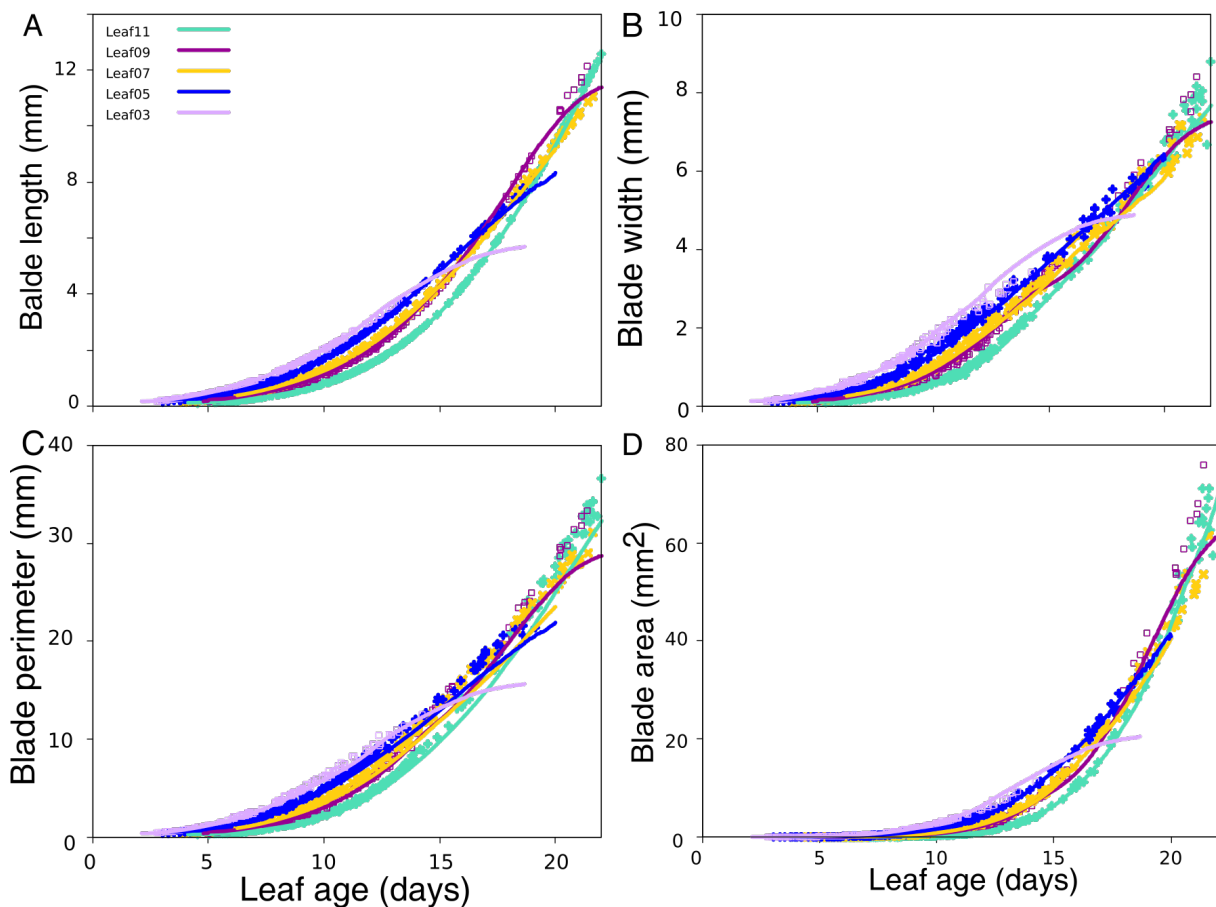 A
Leaf11
Leaf09
Leaf07
Leaf05
Leaf03
Balde length (mm)
12
8
4
0
B
Blade width (mm)
10
8
6
4
2
0
C
Blade perimeter (mm)
40
30
20
10
0
0 5 10 15 20
Leaf age (days)
D
Blade area (mm2)
80
60
40
20
0
0 5 10 15 20
Leaf age (days)